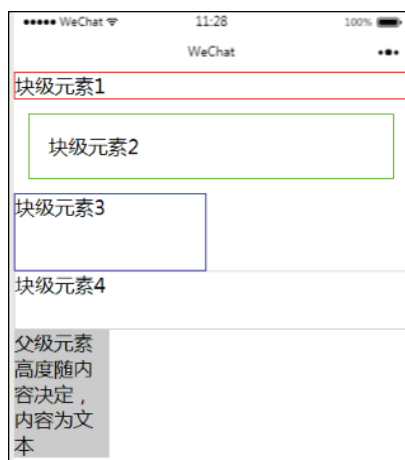 WeChat 11:28 100%
WeChat
块级元素1
块级元素2
块级元素3
块级元素4
父级元素
高度随内
容决定，
内容为文
本